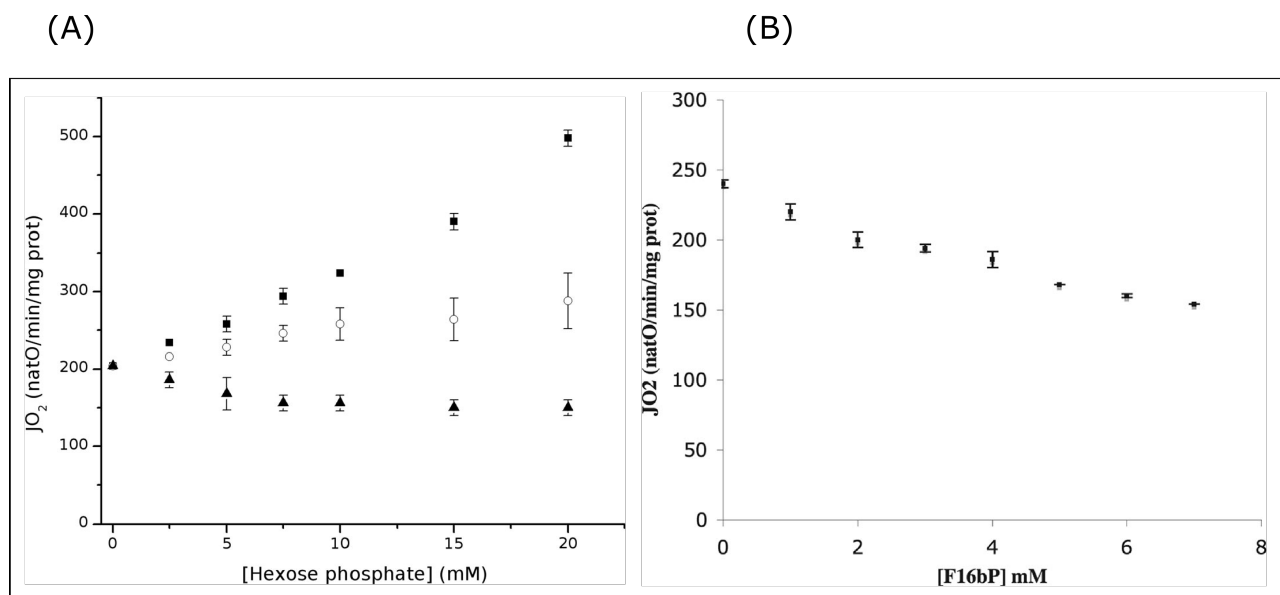 (A)
(B)
500
400
300
200
100
0
JO2 (natO/min/mg prot)
0 5 10 15 20
[Hexose phosphate] (mM)
300
250
200
150
100
50
0
JO2 (natO/min/mg prot)
0 2 4 6 8
[F16bP] mM